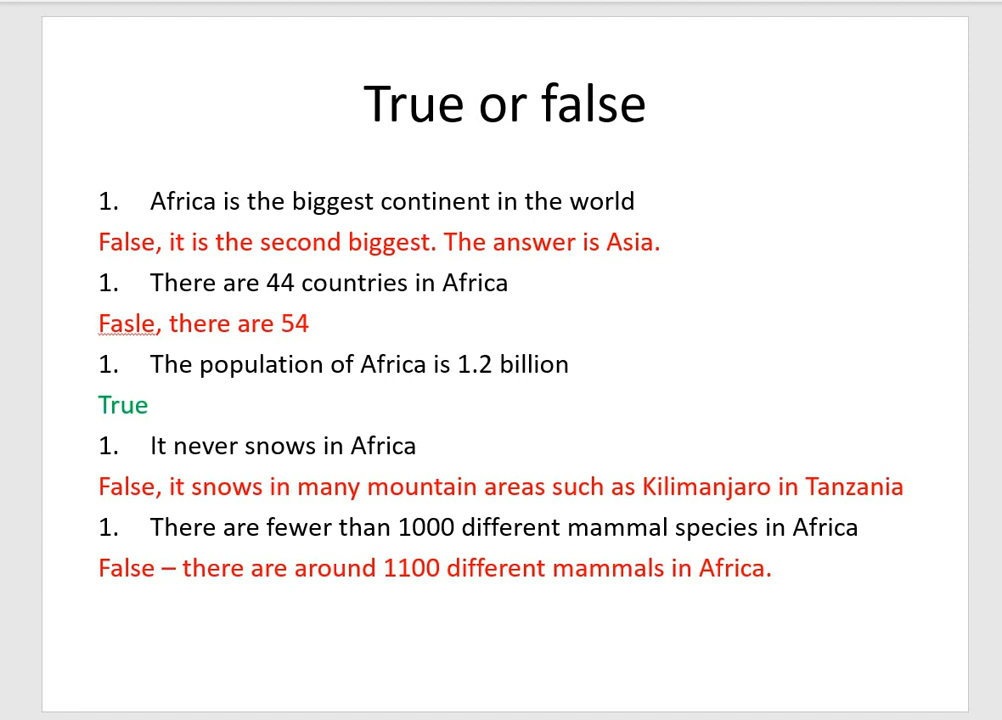 True or false
1. Africa is the biggest continent in the world
False, it is the second biggest. The answer is Asia.
1. There are 44 countries in Africa
Fasle, there are 54
1. The population of Africa is 1.2 billion
True
1. It never snows in Africa
False, it snows in many mountain areas such as Kilimanjaro in Tanzania
1. There are fewer than 1000 different mammal species in Africa
False – there are around 1100 different mammals in Africa.